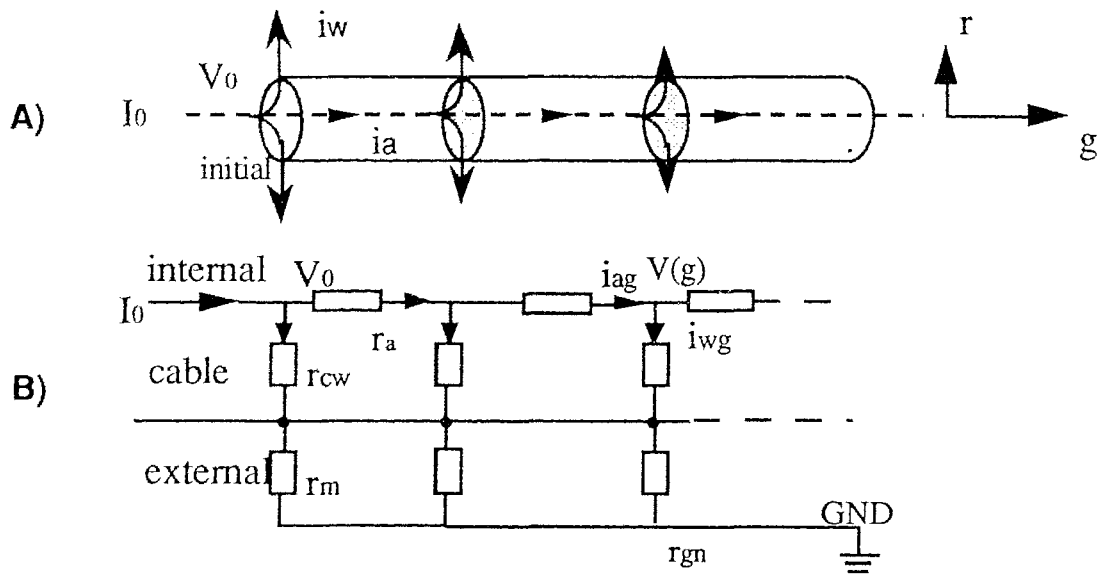 A)
iw
V0
I0
ia
initial
r
g
B)
internal
V0
iag
V(g)
I0
ra
iwg
cable
rcw
external
rm
GND
rgn